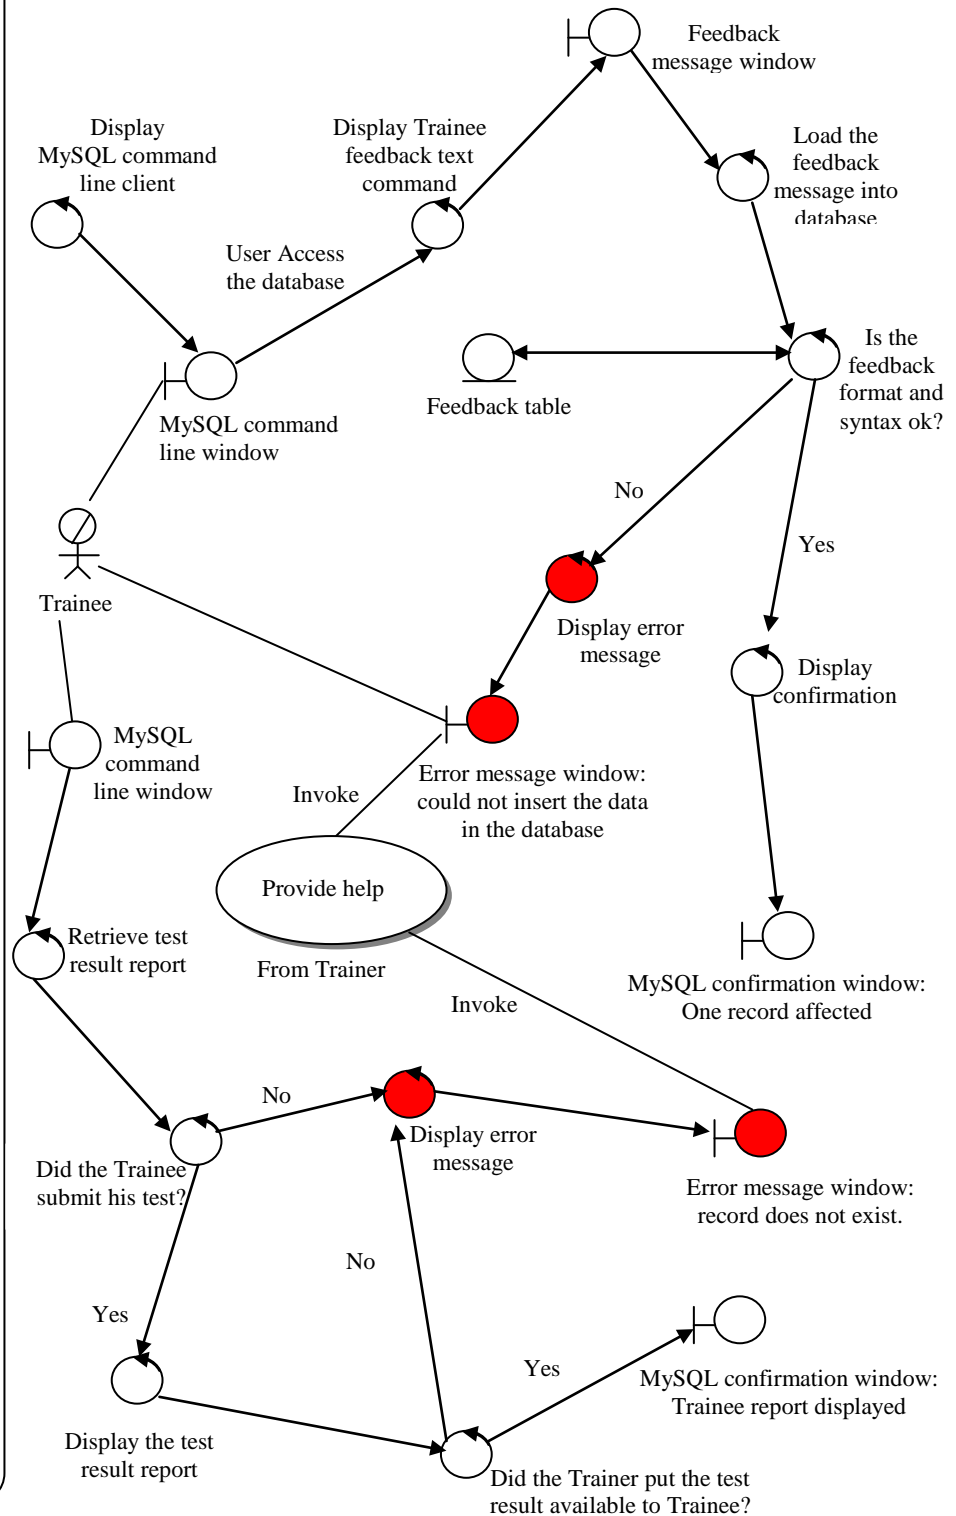 Feedback
message window
Display
MySQL command
line client
Display Trainee
feedback text
command
Load the
feedback
message into
database
User Access
the database
Is the
feedback
format and
syntax ok?
Feedback table
MySQL command
line window
No
Yes
Trainee
Display error
message
Display
confirmation
MySQL
command
line window
Error message window:
could not insert the data
in the database
Invoke
Provide help
From Trainer
Retrieve test
result report
MySQL confirmation window:
One record affected
Invoke
No
Display error
message
Did the Trainee
submit his test?
Error message window:
record does not exist.
No
Yes
Yes
MySQL confirmation window:
Trainee report displayed
Display the test
result report
Did the Trainer put the test
result available to Trainee?